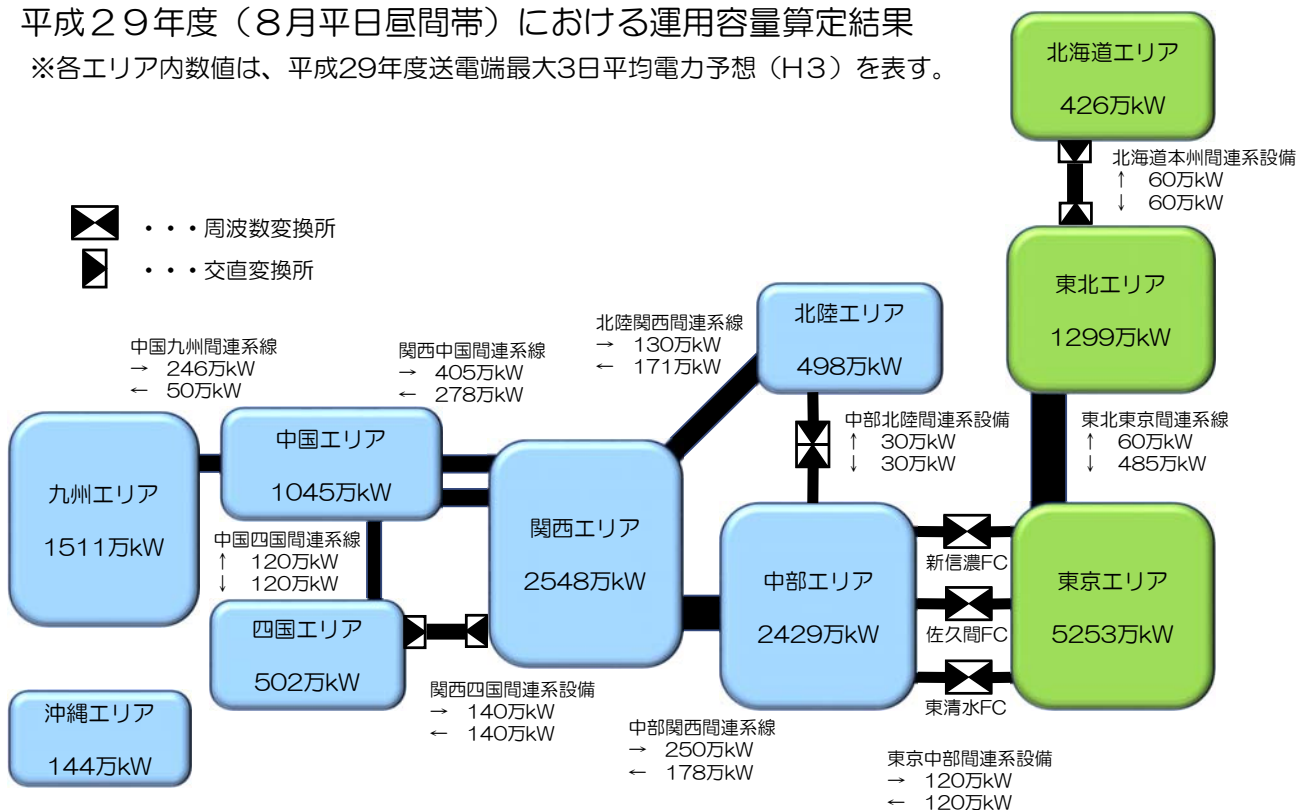 平成２９年度（８月平日昼間帯）における運用容量算定結果
※各エリア内数値は、平成29年度送電端最大3日平均電力予想（H３）を表す。
北海道エリア
426万kW
北海道本州間連系設備
↑ 60万kW
↓ 60万kW
・・・周波数変換所
・・・交直変換所
東北エリア
1299万kW
北陸エリア
498万kW
北陸関西間連系線
→ 130万kW
← 171万kW
中国九州間連系線
→ 246万kW
← 50万kW
関西中国間連系線
→ 405万kW
← 278万kW
中部北陸間連系設備
↑ 30万kW
↓ 30万kW
東北東京間連系線
↑ 60万kW
↓ 485万kW
九州エリア
1511万kW
中国エリア
1045万kW
関西エリア
2548万kW
中国四国間連系線
↑ 120万kW
↓ 120万kW
中部エリア
2429万kW
新信濃FC
佐久間FC
東清水FC
東京エリア
5253万kW
四国エリア
502万kW
関西四国間連系設備
→ 140万kW
← 140万kW
沖縄エリア
144万kW
中部関西間連系線
→ 250万kW
← 178万kW
東京中部間連系設備
→ 120万kW
← 120万kW